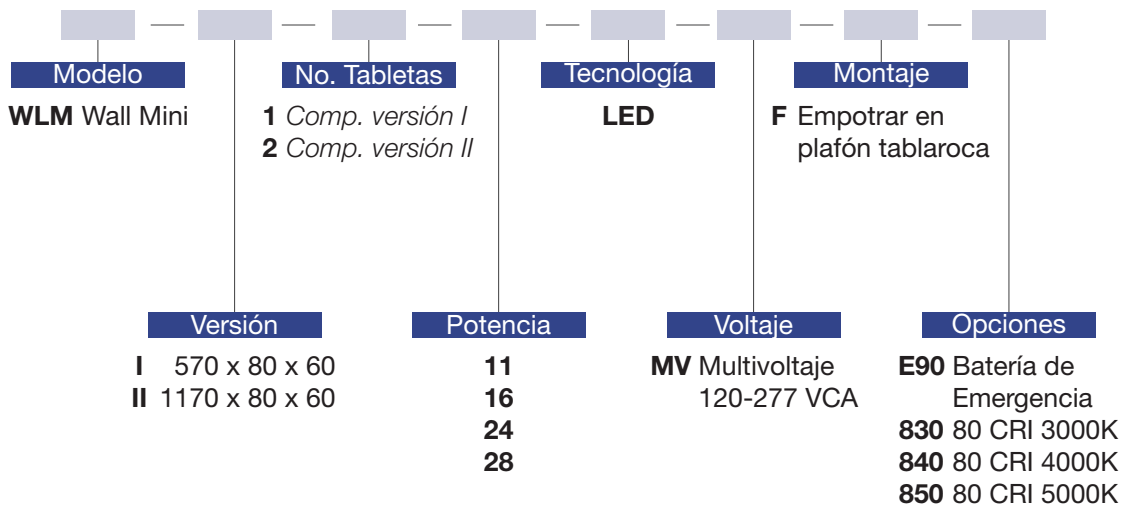 Modelo
WLM Wall Mini
No. Tabletas
1 Comp. versión I
2 Comp. versión II
Tecnología
LED
Montaje
F Empotrar en
plafón tablaroca
Versión
I 570 x 80 x 60
II 1170 x 80 x 60
Potencia
11
16
24
28
Voltaje
MV Multivoltaje
120-277 VCA
Opciones
E90 Batería de
Emergencia
830 80 CRI 3000K
840 80 CRI 4000K
850 80 CRI 5000K